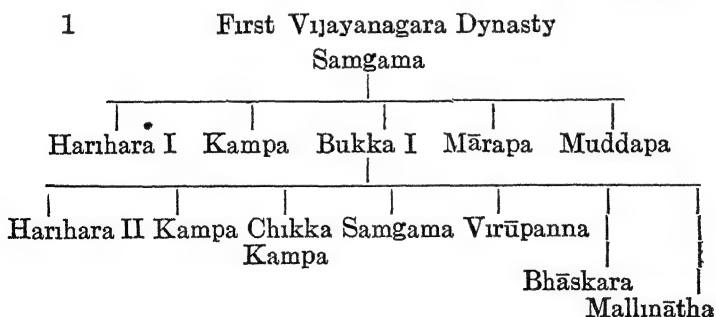 1 First Vijayanagara Dynasty
Samgama
Harihara I Kampa Bukka I Mārapa Muddapa
Harihara II Kampa Chikka Samgama Virūpanna
Kampa
Bhāskara
Mallinātha